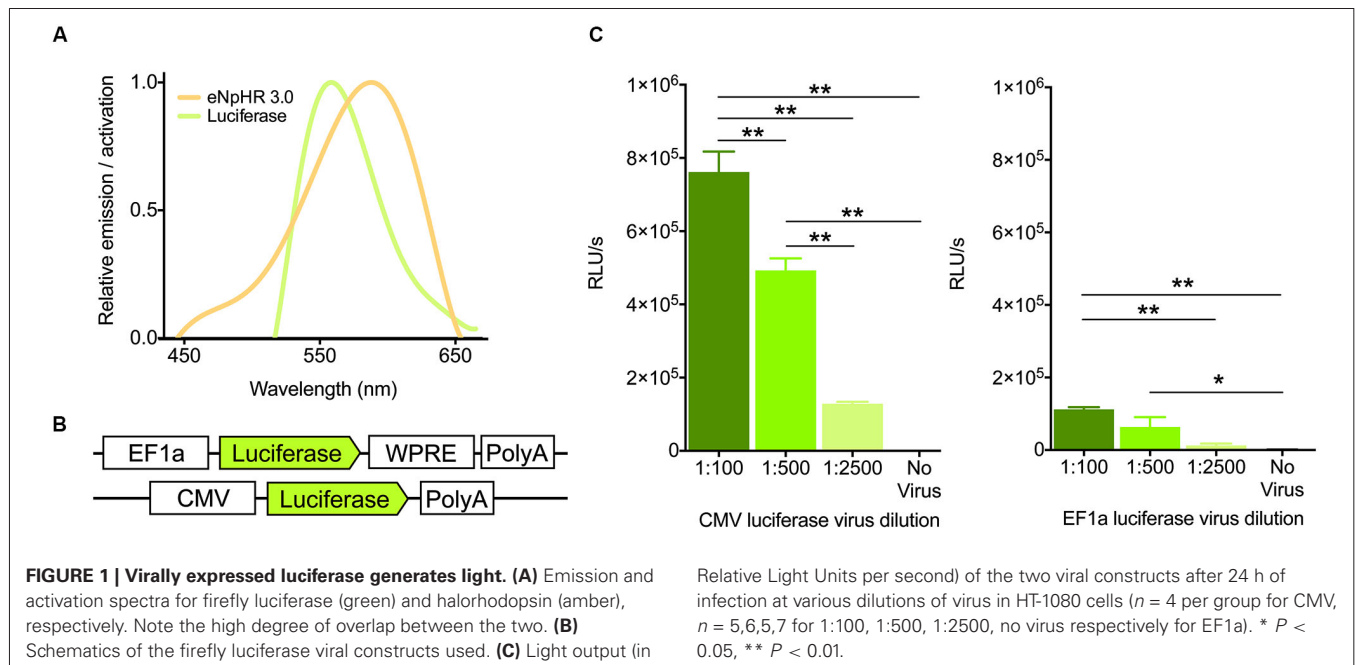 A
1.0
0.5
0.0
Relative emission / activation
eNpHR 3.0
Luciferase
450
550
650
Wavelength (nm)
B
EF1a
Luciferase
WPRE
PolyA
CMV
Luciferase
PolyA
C
1×10⁶
8×10⁵
6×10⁵
4×10⁵
2×10⁵
0
RLU/s
**
**
**
**
**
1:100
1:500
1:2500
No
Virus
CMV luciferase virus dilution
1×10⁶
8×10⁵
6×10⁵
4×10⁵
2×10⁵
0
RLU/s
**
**
*
1:100
1:500
1:2500
No
Virus
EF1a luciferase virus dilution
FIGURE 1 | Virally expressed luciferase generates light. (A) Emission and
activation spectra for firefly luciferase (green) and halorhodopsin (amber),
respectively. Note the high degree of overlap between the two. (B)
Schematics of the firefly luciferase viral constructs used. (C) Light output (in
Relative Light Units per second) of the two viral constructs after 24 h of
infection at various dilutions of virus in HT-1080 cells (n = 4 per group for CMV,
n = 5,6,5,7 for 1:100, 1:500, 1:2500, no virus respectively for EF1a). * P <
0.05, ** P < 0.01.